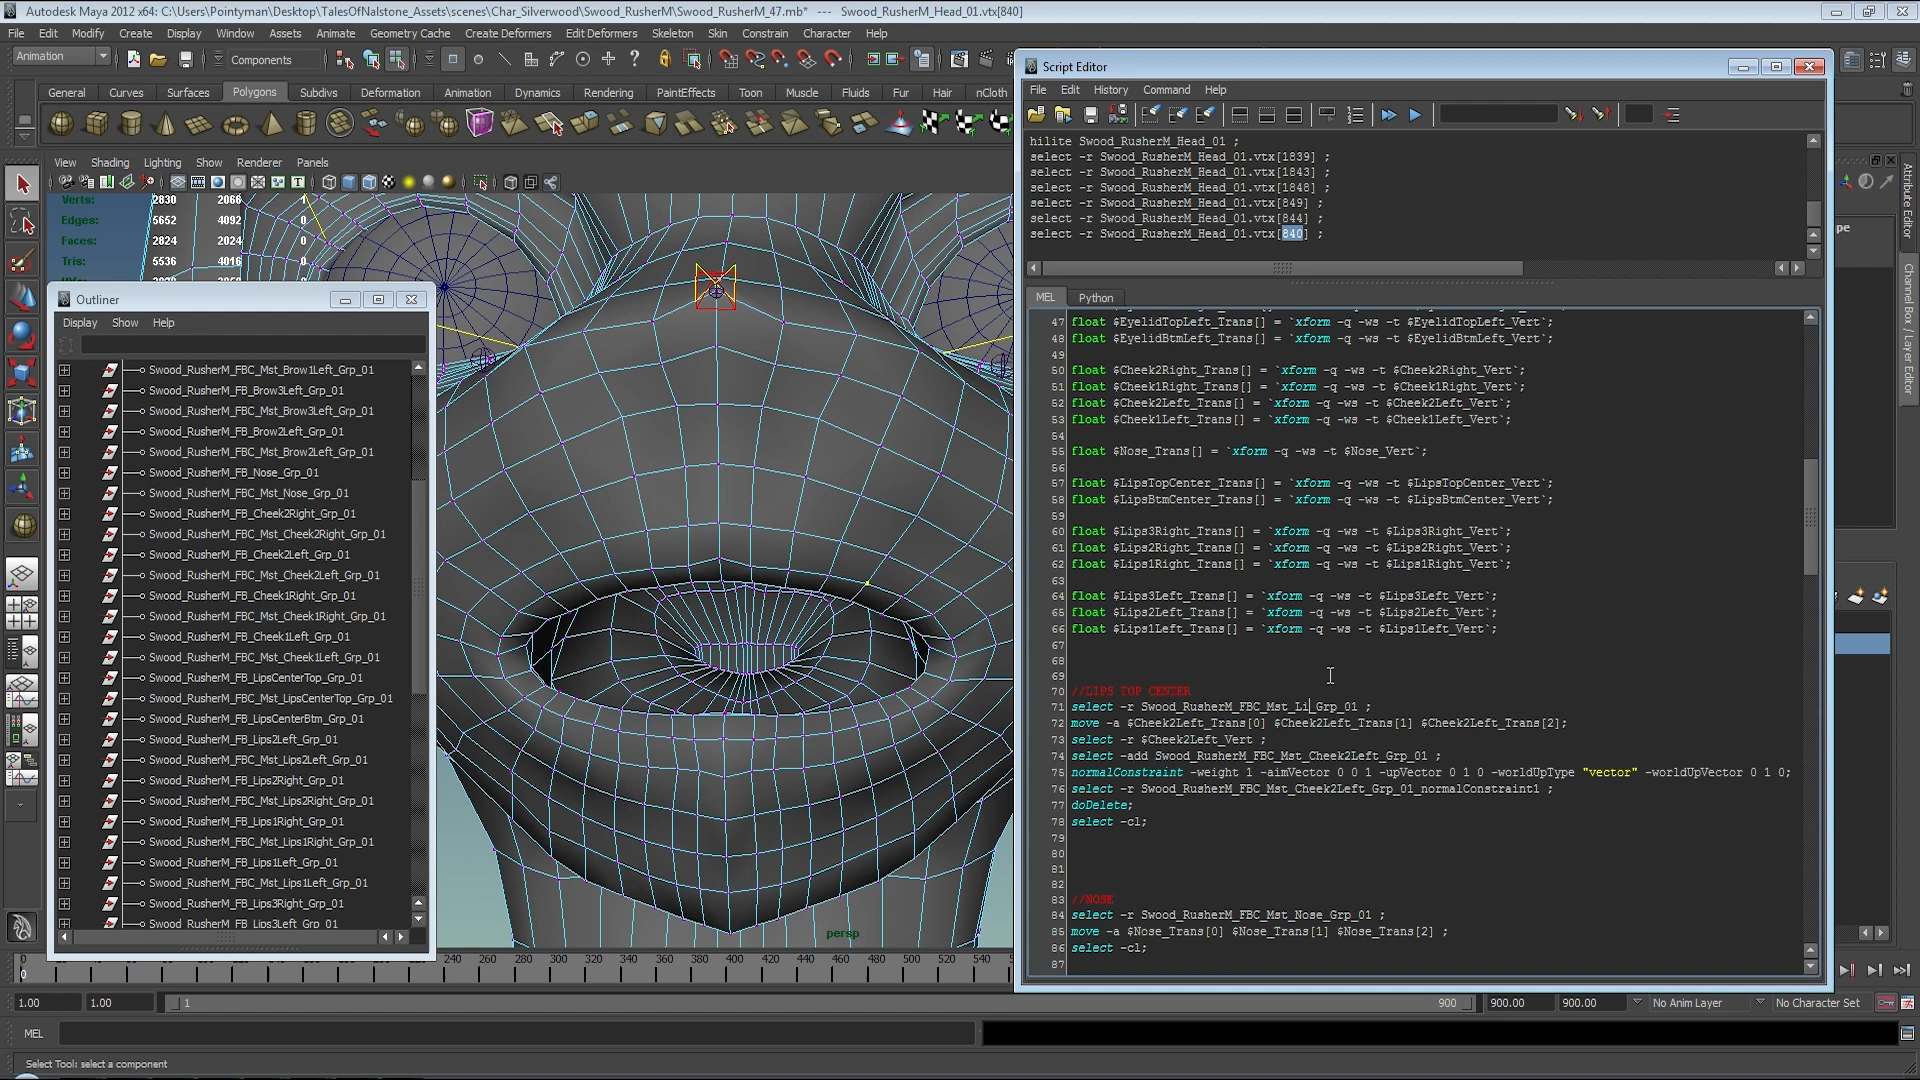 Autodesk Maya 2012 x64: C:\Users\Pointyman\Desktop\TalesOfNalstone_Assets\scenes\Char_Silverwood\Swood_RusherM\Swood_RusherM_47.mb* --- Swood_RusherM_Head_01.vtx[840]
File Edit Modify Create Display Window Assets Animate Geometry Cache Create Deformers Edit Deformers Skeleton Skin Constrain Character Help
Animation
Components
General Curves Surfaces Polygons Subdivs Deformation Animation Dynamics Rendering PaintEffects Toon Muscle Fluids Fur Hair nCloth
View Shading Lighting Show Renderer Panels
Verts: 2830 2066 1
Edges: 5652 4092 0
Faces: 2824 2024 0
Tris: 5536 4016 0
Outliner
Display Show Help
Swood_RusherM_FBC_Mst_Brow1Left_Grp_01
Swood_RusherM_FB_Brow3Left_Grp_01
Swood_RusherM_FBC_Mst_Brow3Left_Grp_01
Swood_RusherM_FB_Brow2Left_Grp_01
Swood_RusherM_FBC_Mst_Brow2Left_Grp_01
Swood_RusherM_FB_Nose_Grp_01
Swood_RusherM_FBC_Mst_Nose_Grp_01
Swood_RusherM_FB_Cheek2Right_Grp_01
Swood_RusherM_FBC_Mst_Cheek2Right_Grp_01
Swood_RusherM_FB_Cheek2Left_Grp_01
Swood_RusherM_FBC_Mst_Cheek2Left_Grp_01
Swood_RusherM_FB_Cheek1Right_Grp_01
Swood_RusherM_FBC_Mst_Cheek1Right_Grp_01
Swood_RusherM_FB_Cheek1Left_Grp_01
Swood_RusherM_FBC_Mst_Cheek1Left_Grp_01
Swood_RusherM_FB_LipsCenterTop_Grp_01
Swood_RusherM_FBC_Mst_LipsCenterTop_Grp_01
Swood_RusherM_FB_LipsCenterBtm_Grp_01
Swood_RusherM_FB_Lips2Left_Grp_01
Swood_RusherM_FBC_Mst_Lips2Left_Grp_01
Swood_RusherM_FB_Lips2Right_Grp_01
Swood_RusherM_FBC_Mst_Lips2Right_Grp_01
Swood_RusherM_FB_Lips1Right_Grp_01
Swood_RusherM_FBC_Mst_Lips1Right_Grp_01
Swood_RusherM_FB_Lips1Left_Grp_01
Swood_RusherM_FBC_Mst_Lips1Left_Grp_01
Swood_RusherM_FB_Lips3Right_Grp_01
Swood_RusherM_FB_Lips3Left_Grp_01
persp
Script Editor
File Edit History Command Help
hilite Swood_RusherM_Head_01 ;
select -r Swood_RusherM_Head_01.vtx[1839] ;
select -r Swood_RusherM_Head_01.vtx[1843] ;
select -r Swood_RusherM_Head_01.vtx[1848] ;
select -r Swood_RusherM_Head_01.vtx[849] ;
select -r Swood_RusherM_Head_01.vtx[844] ;
select -r Swood_RusherM_Head_01.vtx[840] ;
MEL Python
47 float $EyelidTopLeft_Trans[] = `xform -q -ws -t $EyelidTopLeft_Vert`;
48 float $EyelidBtmLeft_Trans[] = `xform -q -ws -t $EyelidBtmLeft_Vert`;
49
50 float $Cheek2Right_Trans[] = `xform -q -ws -t $Cheek2Right_Vert`;
51 float $Cheek1Right_Trans[] = `xform -q -ws -t $Cheek1Right_Vert`;
52 float $Cheek2Left_Trans[] = `xform -q -ws -t $Cheek2Left_Vert`;
53 float $Cheek1Left_Trans[] = `xform -q -ws -t $Cheek1Left_Vert`;
54
55 float $Nose_Trans[] = `xform -q -ws -t $Nose_Vert`;
56
57 float $LipsTopCenter_Trans[] = `xform -q -ws -t $LipsTopCenter_Vert`;
58 float $LipsBtmCenter_Trans[] = `xform -q -ws -t $LipsBtmCenter_Vert`;
59
60 float $Lips3Right_Trans[] = `xform -q -ws -t $Lips3Right_Vert`;
61 float $Lips2Right_Trans[] = `xform -q -ws -t $Lips2Right_Vert`;
62 float $Lips1Right_Trans[] = `xform -q -ws -t $Lips1Right_Vert`;
63
64 float $Lips3Left_Trans[] = `xform -q -ws -t $Lips3Left_Vert`;
65 float $Lips2Left_Trans[] = `xform -q -ws -t $Lips2Left_Vert`;
66 float $Lips1Left_Trans[] = `xform -q -ws -t $Lips1Left_Vert`;
67
68
69
70 //LIPS TOP CENTER
71 select -r Swood_RusherM_FBC_Mst_Li_Grp_01 ;
72 move -a $Cheek2Left_Trans[0] $Cheek2Left_Trans[1] $Cheek2Left_Trans[2];
73 select -r $Cheek2Left_Vert ;
74 select -add Swood_RusherM_FBC_Mst_Cheek2Left_Grp_01 ;
75 normalConstraint -weight 1 -aimVector 0 0 1 -upVector 0 1 0 -worldUpType "vector" -worldUpVector 0 1 0;
76 select -r Swood_RusherM_FBC_Mst_Cheek2Left_Grp_01_normalConstraint1 ;
77 doDelete;
78 select -cl;
79
80
81
82
83 //NOSE
84 select -r Swood_RusherM_FBC_Mst_Nose_Grp_01 ;
85 move -a $Nose_Trans[0] $Nose_Trans[1] $Nose_Trans[2] ;
86 select -cl;
87
Attribute Editor
Channel Box / Layer Editor
0 240 260 280 300 320 340 360 380 400 420 440 460 480 500 520 540
1.00 1.00 1 900 900.00 900.00 No Anim Layer No Character Set
MEL
Select Tool: select a component